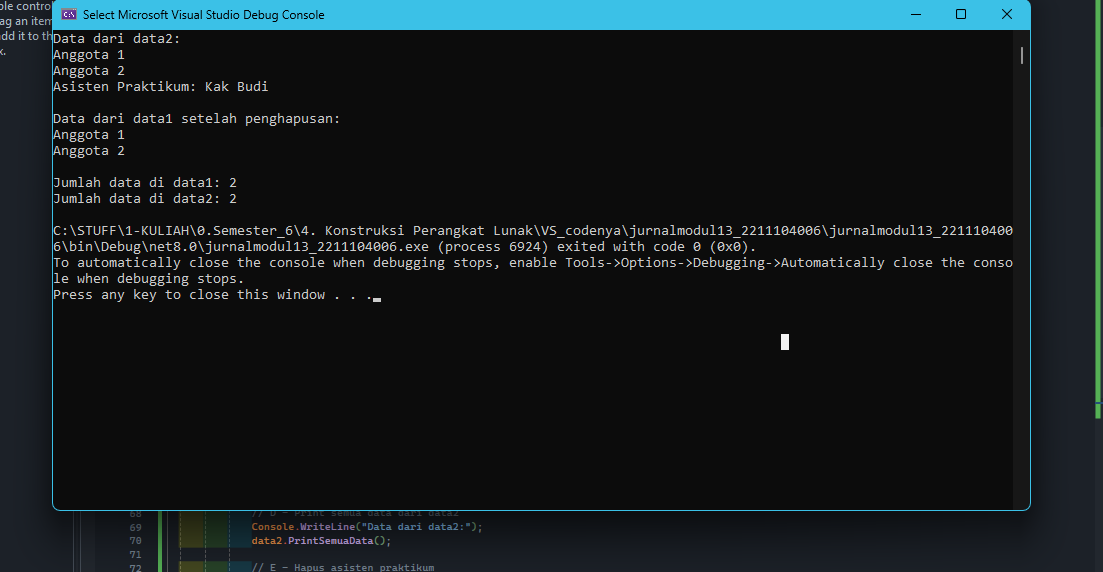 ble contro
ag an item
add it to th
x.
Select Microsoft Visual Studio Debug Console
Data dari data2:
Anggota 1
Anggota 2
Asisten Praktikum: Kak Budi
Data dari data1 setelah penghapusan:
Anggota 1
Anggota 2
Jumlah data di data1: 2
Jumlah data di data2: 2
C:\STUFF\1-KULIAH\0.Semester_6\4. Konstruksi Perangkat Lunak\VS_codenya\jurnalmodul13_2211104006\jurnalmodul13_221110400
6\bin\Debug\net8.0\jurnalmodul13_2211104006.exe (process 6924) exited with code 0 (0x0).
To automatically close the console when debugging stops, enable Tools->Options->Debugging->Automatically close the conso
le when debugging stops.
Press any key to close this window . . .
68 // D - Print semua data dari data2
69 Console.WriteLine("Data dari data2:");
70 data2.PrintSemuaData();
71
72 // E - Hapus asisten praktikum